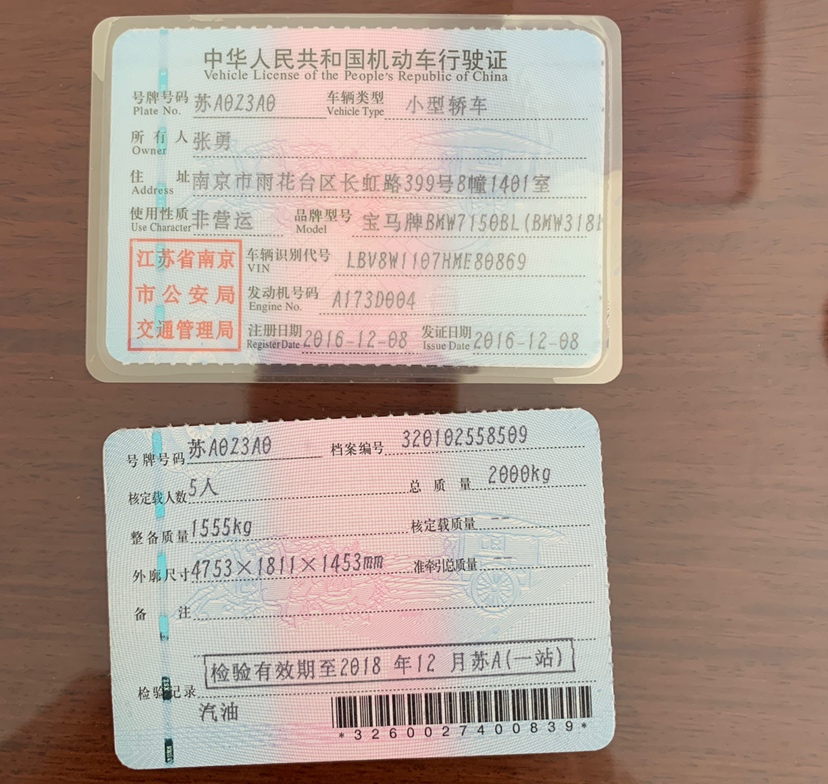 中华人民共和国机动车行驶证
Vehicle License of the People's Republic of China
号牌号码 苏A0Z3A0 车辆类型 小型轿车
Plate No. Vehicle Type
所有人 张勇
Owner
住址 南京市雨花台区长虹路399号8幢1401室
Address
使用性质 非营运 品牌型号 宝马牌BMW7150BL(BMW318
Use Character Model
江苏省南京 车辆识别代号 LBV8W1107HME80869
VIN
市公安局 发动机号码 A173D004
Engine No.
交通管理局 注册日期 2016-12-08 发证日期 2016-12-08
Register Date Issue Date
号牌号码 苏A0Z3A0 档案编号 320102558509
核定载人数 5人 总质量 2000kg
整备质量 1555kg 核定载质量 --
外廓尺寸 4753×1811×1453mm 准牵引总质量 --
备注
检验有效期至2018 年12 月苏A(一站)
检验记录
汽油
*3260027400839*